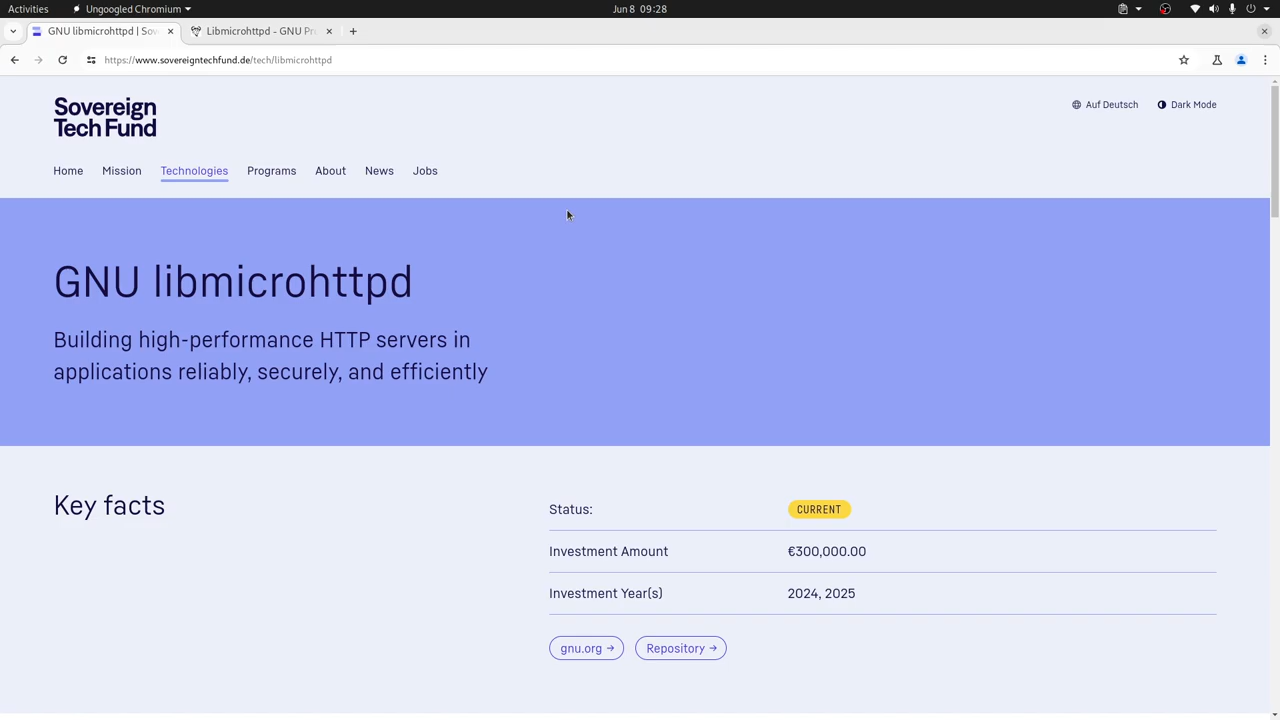 Activities
Ungoogled Chromium
Jun 8 09:28
GNU libmicrohttpd | Sov
Libmicrohttpd - GNU Pr
https://www.sovereigntechfund.de/tech/libmicrohttpd
Sovereign
Tech Fund
Auf Deutsch
Dark Mode
Home
Mission
Technologies
Programs
About
News
Jobs
GNU libmicrohttpd
Building high-performance HTTP servers in
applications reliably, securely, and efficiently
Key facts
Status:
CURRENT
Investment Amount
€300,000.00
Investment Year(s)
2024, 2025
gnu.org →
Repository →